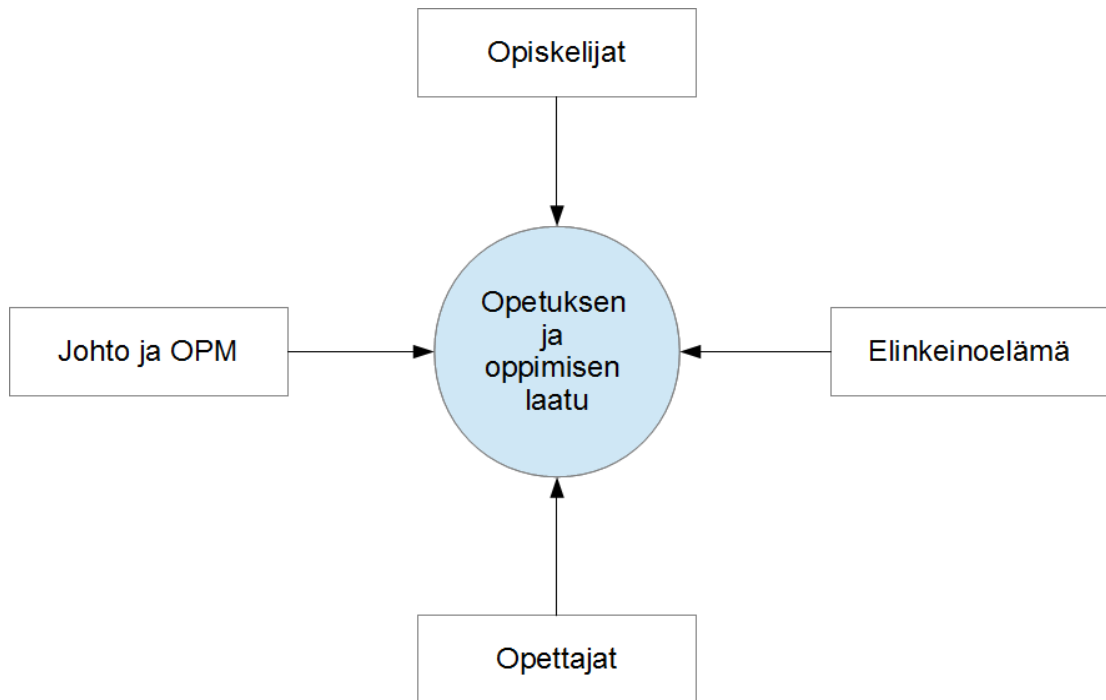 Opiskelijat
Johto ja OPM
Opetuksen
ja
oppimisen
laatu
Elinkeinoelämä
Opettajat